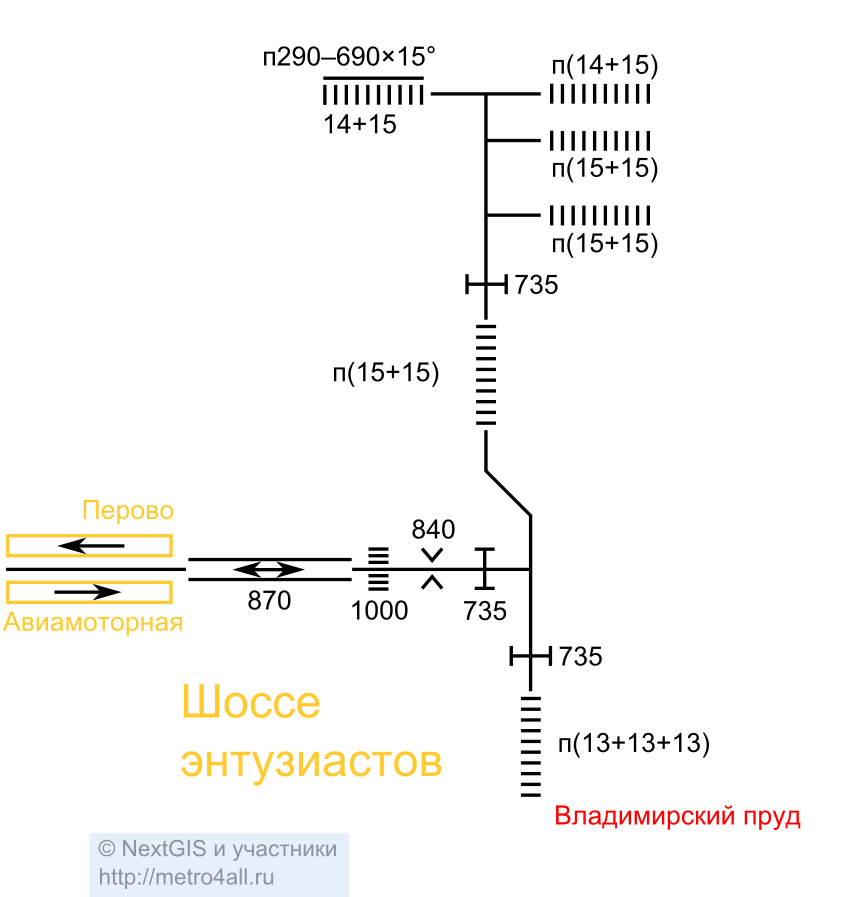 п290–690×15°
14+15
п(14+15)
п(15+15)
п(15+15)
735
п(15+15)
Перово
Авиамоторная
870
1000
840
735
735
п(13+13+13)
Шоссе
энтузиастов
Владимирский пруд
© NextGIS и участники
http://metro4all.ru